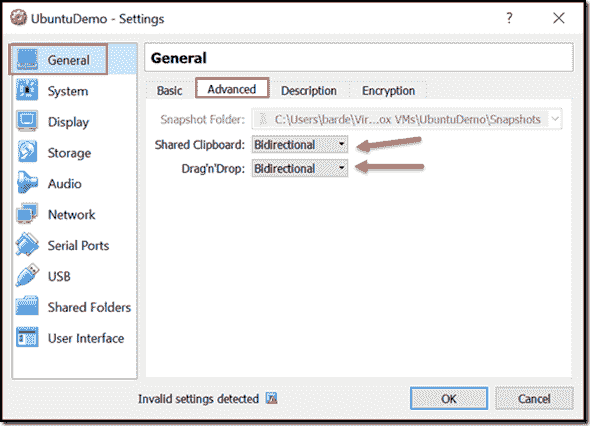 UbuntuDemo - Settings
General
System
Display
Storage
Audio
Network
Serial Ports
USB
Shared Folders
User Interface
General
Basic
Advanced
Description
Encryption
Snapshot Folder: C:\Users\barde\Vir...ox VMs\UbuntuDemo\Snapshots
Shared Clipboard: Bidirectional
Drag'n'Drop: Bidirectional
Invalid settings detected
OK
Cancel